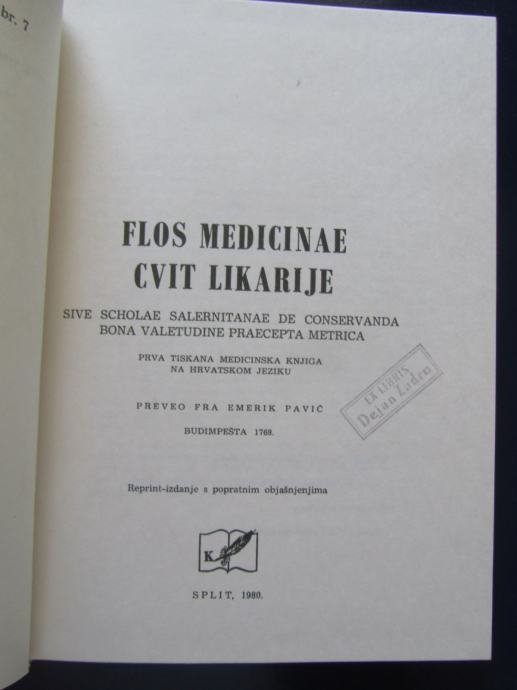 br. 7
FLOS MEDICINAE
CVIT LIKARIJE
SIVE SCHOLAE SALERNITANAE DE CONSERVANDA
BONA VALETUDINE PRAECEPTA METRICA
PRVA TiSKANA MEDICINSKA KNJIGA
NA HRVATSKOM JEZIKU
EX LIBRIS
Dejan Zadro
PREVEO FRA EMERIK PAVIĆ
BUDIMPEŠTA 1768.
Reprint-izdanje s popratnim objašnjenjima
K
SPLIT, 1980.